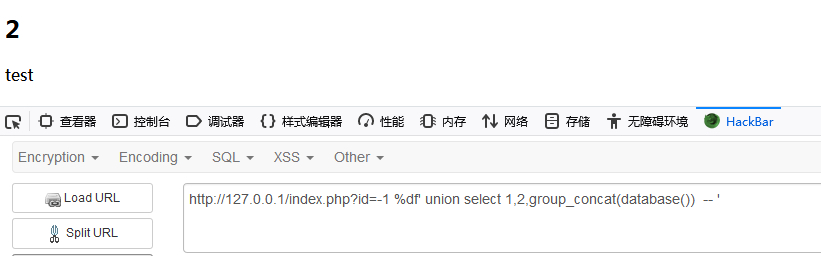 2
test
查看器 控制台 调试器 样式编辑器 性能 内存 网络 存储 无障碍环境 HackBar
Encryption Encoding SQL XSS Other
Load URL http://127.0.0.1/index.php?id=-1 %df' union select 1,2,group_concat(database()) -- '
Split URL